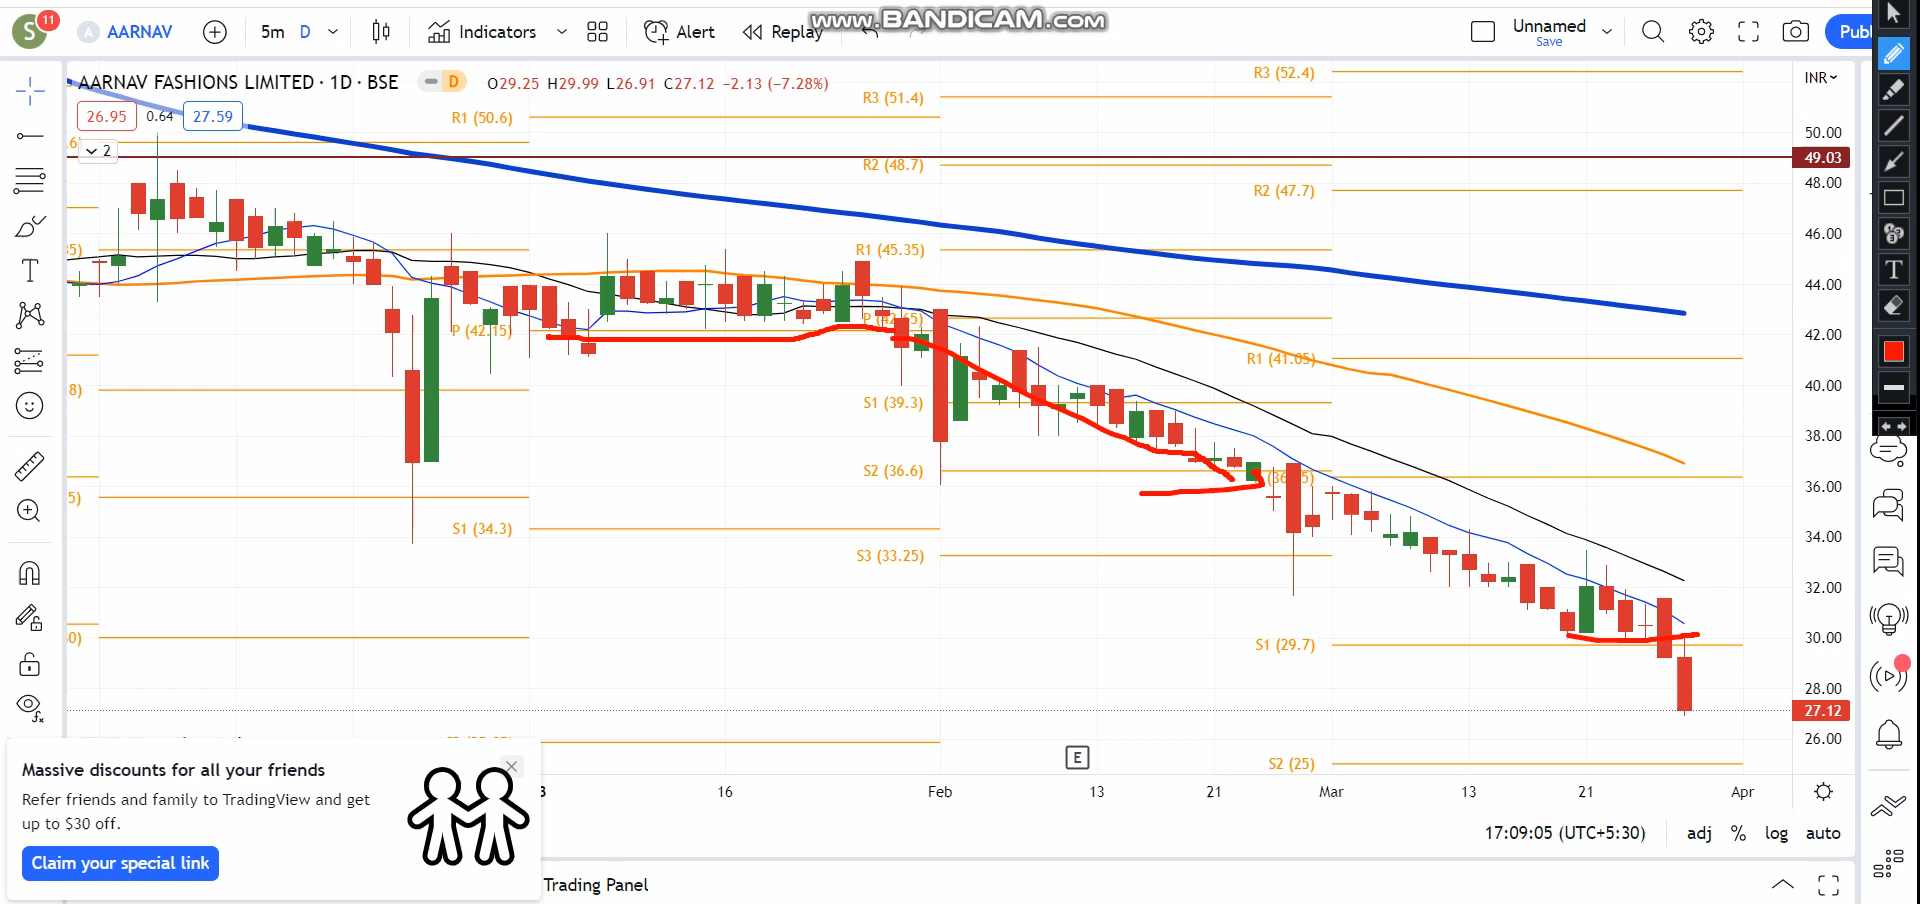 S
11
A AARNAV
5m
D
Indicators
Alert
Replay
www.BANDICAM.com
Unnamed
Save
Publ
AARNAV FASHIONS LIMITED · 1D · BSE
D
O29.25 H29.99 L26.91 C27.12 −2.13 (−7.28%)
INR
26.95
0.64
27.59
2
R1 (50.6)
R3 (51.4)
R3 (52.4)
R2 (48.7)
R2 (47.7)
R1 (45.35)
P (42.15)
P (42.65)
R1 (41.05)
S1 (39.3)
S2 (36.6)
S1 (34.3)
S3 (33.25)
S1 (29.7)
S2 (25)
50.00
49.03
48.00
46.00
44.00
42.00
40.00
38.00
36.00
34.00
32.00
30.00
28.00
27.12
26.00
E
3
16
Feb
13
21
Mar
13
21
Apr
17:09:05 (UTC+5:30)
adj
%
log
auto
Massive discounts for all your friends
Refer friends and family to TradingView and get
up to $30 off.
Claim your special link
Trading Panel
T
T